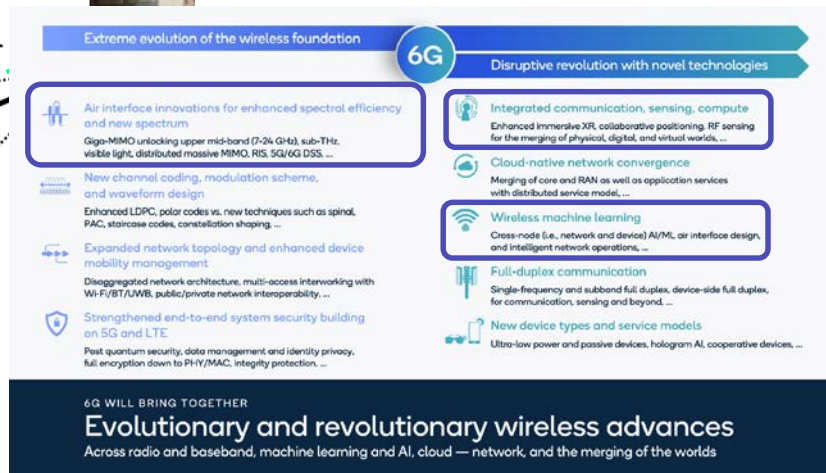 Extreme evolution of the wireless foundation
6G
Disruptive revolution with novel technologies
Air interface innovations for enhanced spectral efficiency
and new spectrum
Giga-MIMO unlocking upper mid-band (7-24 GHz), sub-THz,
visible light, distributed massive MIMO, RIS, 5G/6G DSS, ...
New channel coding, modulation scheme,
and waveform design
Enhanced LDPC, polar codes vs. new techniques such as spinal,
PAC, staircase codes, constellation shaping, ...
Expanded network topology and enhanced device
mobility management
Disaggregated network architecture, multi-access interworking with
Wi-Fi/BT/UWB, public/private network interoperability, ...
Strengthened end-to-end system security building
on 5G and LTE
Post quantum security, data management and identity privacy,
full encryption down to PHY/MAC, integrity protection, ...
Integrated communication, sensing, compute
Enhanced immersive XR, collaborative positioning, RF sensing
for the merging of physical, digital, and virtual worlds, ...
Cloud-native network convergence
Merging of core and RAN as well as application services
with distributed service model, ...
Wireless machine learning
Cross-node (i.e., network and device) AI/ML air interface design,
and intelligent network operations, ...
Full-duplex communication
Single-frequency and subband full duplex, device-side full duplex,
for communication, sensing and beyond, ...
New device types and service models
Ultra-low power and passive devices, hologram AI, cooperative devices, ...
6G WILL BRING TOGETHER
Evolutionary and revolutionary wireless advances
Across radio and baseband, machine learning and AI, cloud — network, and the merging of the worlds